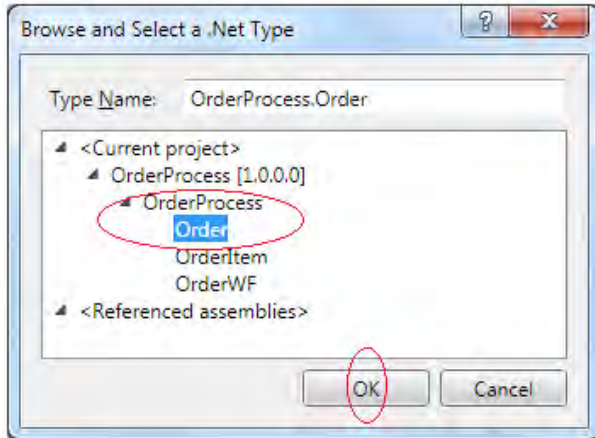 Browse and Select a .Net Type
Type Name: OrderProcess.Order
<Current project>
OrderProcess [1.0.0.0]
OrderProcess
Order
OrderItem
OrderWF
<Referenced assemblies>
OK Cancel